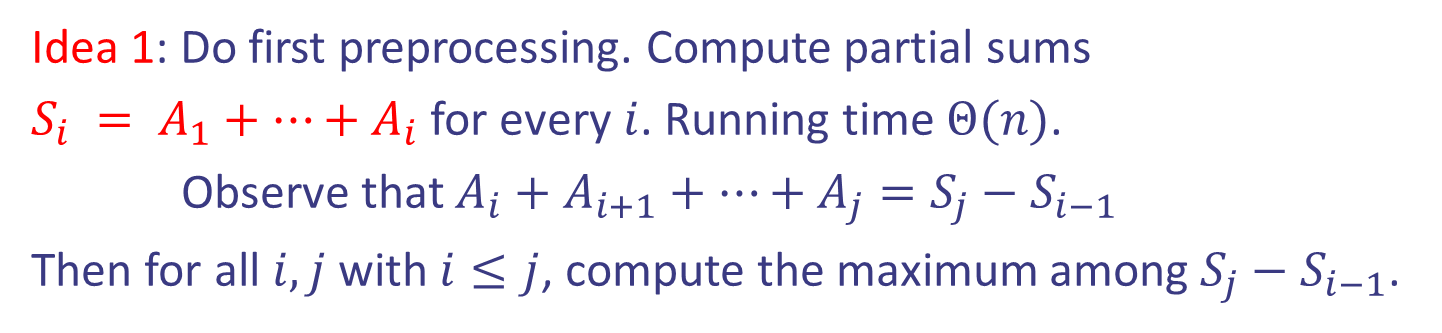 Idea 1: Do first preprocessing. Compute partial sums
S_i = A_1 + ⋯ + A_i for every i. Running time Θ(n).
Observe that A_i + A_{i+1} + ⋯ + A_j = S_j − S_{i−1}
Then for all i, j with i ≤ j, compute the maximum among S_j − S_{i−1}.